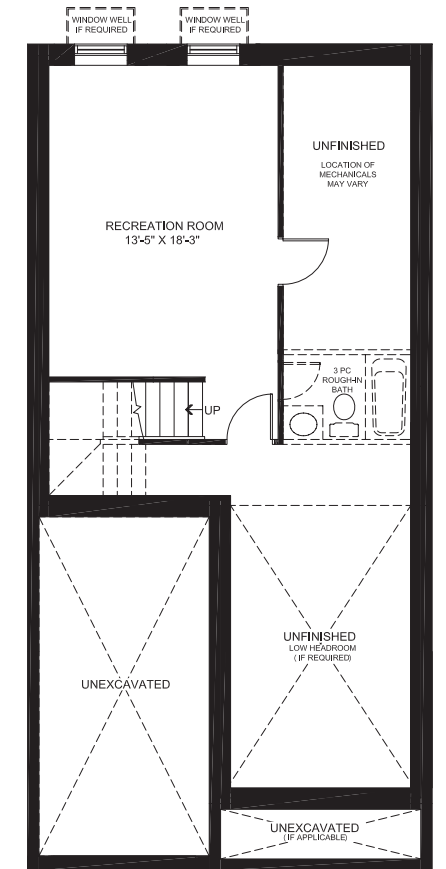 WINDOW WELL
IF REQUIRED
WINDOW WELL
IF REQUIRED
UNFINISHED
LOCATION OF
MECHANICALS
MAY VARY
RECREATION ROOM
13'-5" X 18'-3"
3 PC
ROUGH-IN
BATH
UP
UNFINISHED
LOW HEADROOM
( IF REQUIRED)
UNEXCAVATED
UNEXCAVATED
( IF APPLICABLE)